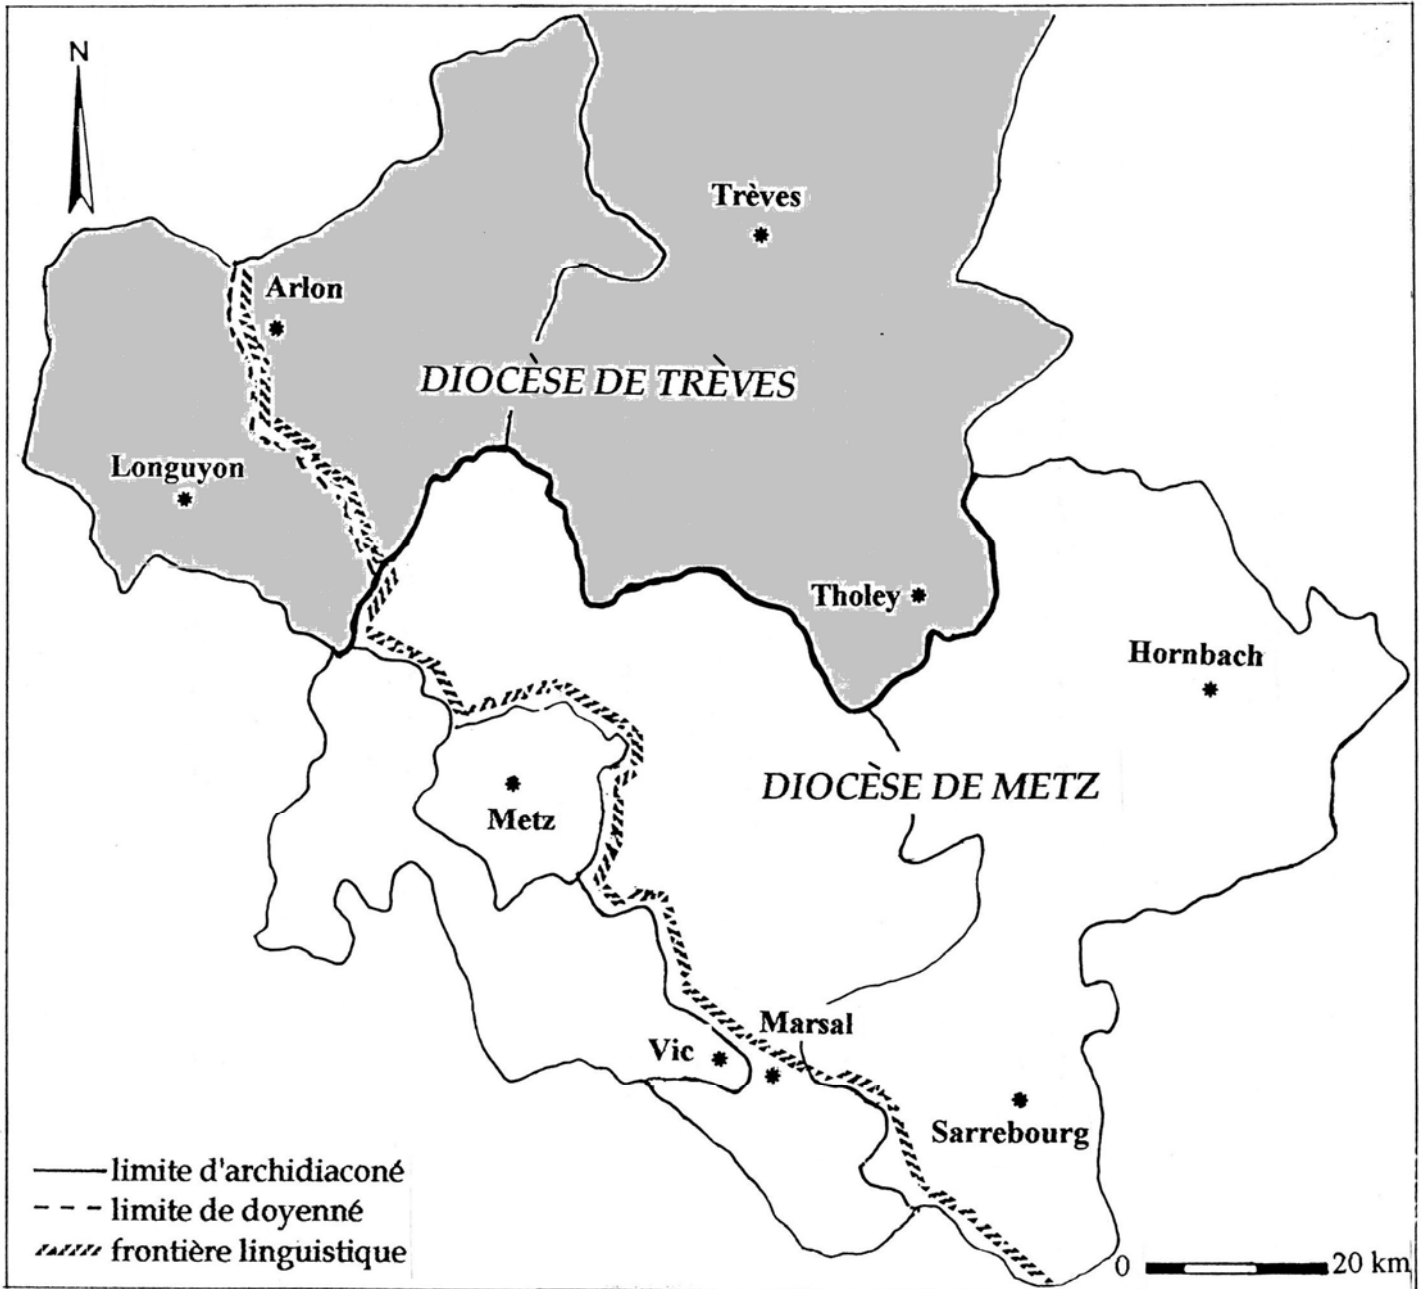 N
Trèves
Arlon
DIOCÈSE DE TRÈVES
Longuyon
Tholey
Hornbach
DIOCÈSE DE METZ
Metz
Marsal
Vic
Sarrebourg
limite d'archidiaconé
limite de doyenné
frontière linguistique
0 20 km